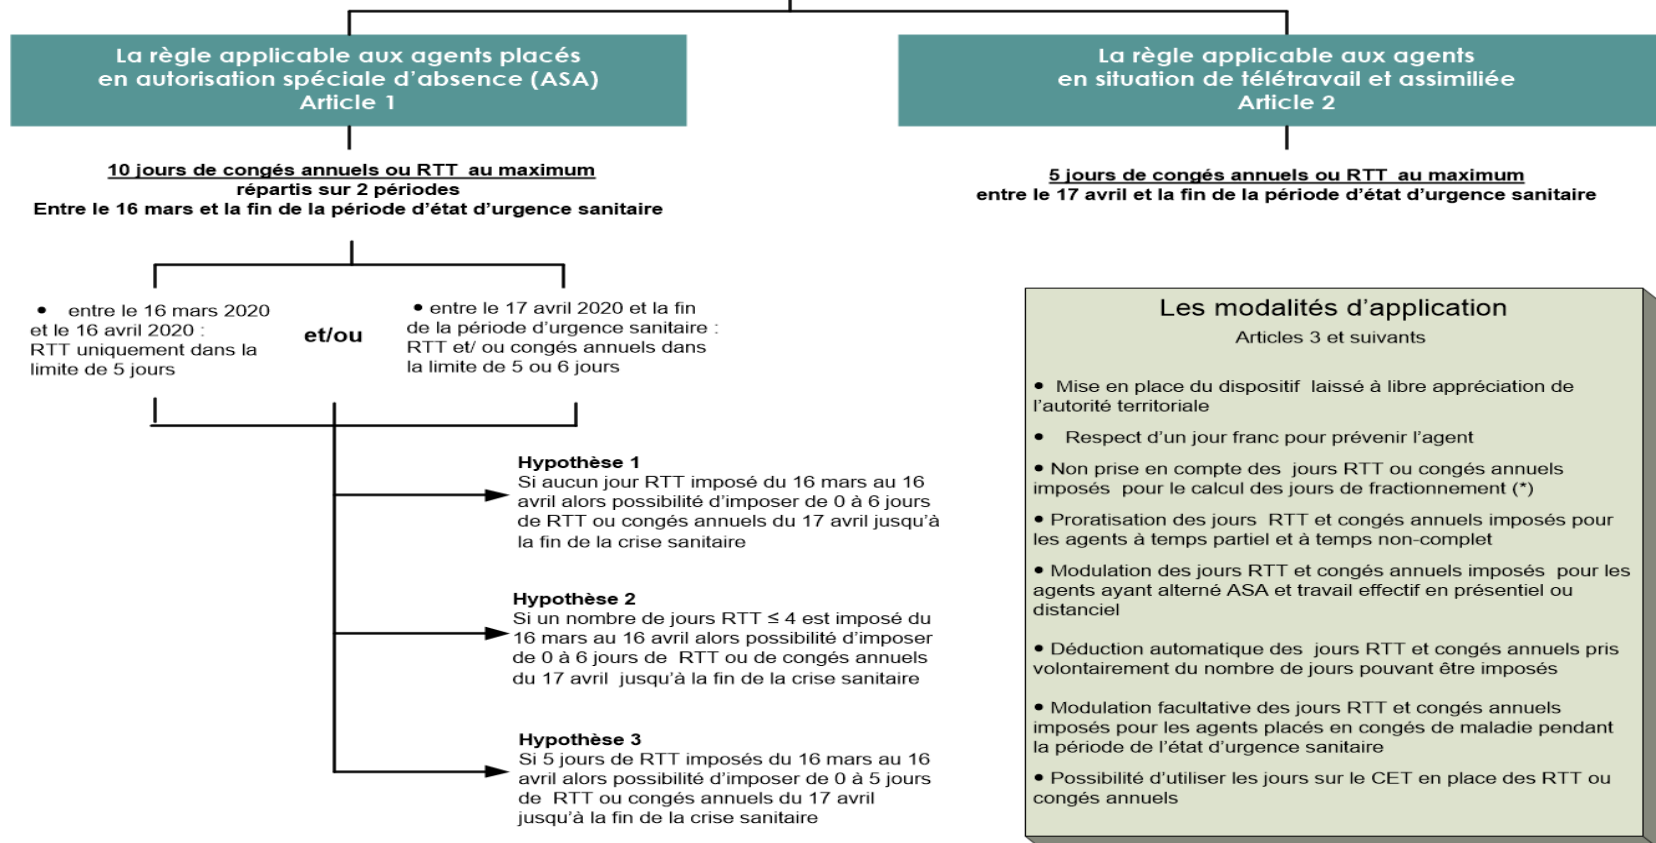 La règle applicable aux agents placés
en autorisation spéciale d'absence (ASA)
Article 1
La règle applicable aux agents
en situation de télétravail et assimiliée
Article 2
10 jours de congés annuels ou RTT au maximum
répartis sur 2 périodes
Entre le 16 mars et la fin de la période d'état d'urgence sanitaire
5 jours de congés annuels ou RTT au maximum
entre le 17 avril et la fin de la période d'état d'urgence sanitaire
• entre le 16 mars 2020
et le 16 avril 2020 :
RTT uniquement dans la
limite de 5 jours
et/ou
• entre le 17 avril 2020 et la fin
de la période d'urgence sanitaire :
RTT et/ ou congés annuels dans
la limite de 5 ou 6 jours
Hypothèse 1
Si aucun jour RTT imposé du 16 mars au 16
avril alors possibilité d'imposer de 0 à 6 jours
de RTT ou congés annuels du 17 avril jusqu'à
la fin de la crise sanitaire
Hypothèse 2
Si un nombre de jours RTT ≤ 4 est imposé du
16 mars au 16 avril alors possibilité d'imposer
de 0 à 6 jours de RTT ou de congés annuels
du 17 avril jusqu'à la fin de la crise sanitaire
Hypothèse 3
Si 5 jours de RTT imposés du 16 mars au 16
avril alors possibilité d'imposer de 0 à 5 jours
de RTT ou congés annuels du 17 avril
jusqu'à la fin de la crise sanitaire
Les modalités d'application
Articles 3 et suivants
• Mise en place du dispositif laissé à libre appréciation de
l'autorité territoriale
• Respect d'un jour franc pour prévenir l'agent
• Non prise en compte des jours RTT ou congés annuels
imposés pour le calcul des jours de fractionnement (*)
• Proratisation des jours RTT et congés annuels imposés pour
les agents à temps partiel et à temps non-complet
• Modulation des jours RTT et congés annuels imposés pour les
agents ayant alterné ASA et travail effectif en présentiel ou
distanciel
• Déduction automatique des jours RTT et congés annuels pris
volontairement du nombre de jours pouvant être imposés
• Modulation facultative des jours RTT et congés annuels
imposés pour les agents placés en congés de maladie pendant
la période de l'état d'urgence sanitaire
• Possibilité d'utiliser les jours sur le CET en place des RTT ou
congés annuels